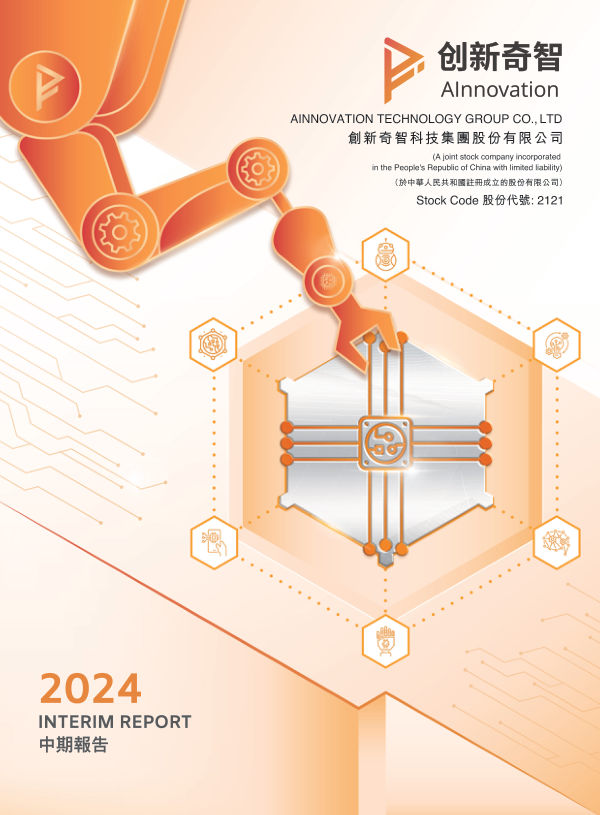 创新奇智
AInnovation
AINNOVATION TECHNOLOGY GROUP CO., LTD
創新奇智科技集團股份有限公司
(A joint stock company incorporated
in the People's Republic of China with limited liability)
（於中華人民共和國註冊成立的股份有限公司）
Stock Code 股份代號: 2121
2024
INTERIM REPORT
中期報告